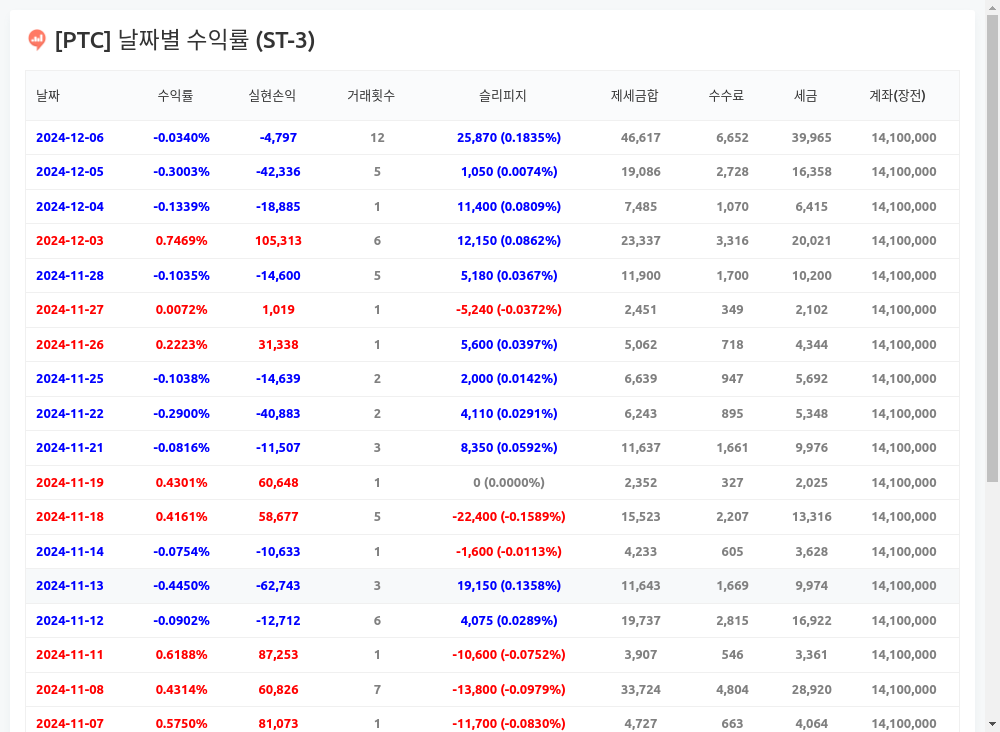 [PTC] 날짜별 수익률 (ST-3)
날짜 수익률 실현손익 거래횟수 슬리피지 제세금합 수수료 세금 계좌(장전)
2024-12-06 -0.0340% -4,797 12 25,870 (0.1835%) 46,617 6,652 39,965 14,100,000
2024-12-05 -0.3003% -42,336 5 1,050 (0.0074%) 19,086 2,728 16,358 14,100,000
2024-12-04 -0.1339% -18,885 1 11,400 (0.0809%) 7,485 1,070 6,415 14,100,000
2024-12-03 0.7469% 105,313 6 12,150 (0.0862%) 23,337 3,316 20,021 14,100,000
2024-11-28 -0.1035% -14,600 5 5,180 (0.0367%) 11,900 1,700 10,200 14,100,000
2024-11-27 0.0072% 1,019 1 -5,240 (-0.0372%) 2,451 349 2,102 14,100,000
2024-11-26 0.2223% 31,338 1 5,600 (0.0397%) 5,062 718 4,344 14,100,000
2024-11-25 -0.1038% -14,639 2 2,000 (0.0142%) 6,639 947 5,692 14,100,000
2024-11-22 -0.2900% -40,883 2 4,110 (0.0291%) 6,243 895 5,348 14,100,000
2024-11-21 -0.0816% -11,507 3 8,350 (0.0592%) 11,637 1,661 9,976 14,100,000
2024-11-19 0.4301% 60,648 1 0 (0.0000%) 2,352 327 2,025 14,100,000
2024-11-18 0.4161% 58,677 5 -22,400 (-0.1589%) 15,523 2,207 13,316 14,100,000
2024-11-14 -0.0754% -10,633 1 -1,600 (-0.0113%) 4,233 605 3,628 14,100,000
2024-11-13 -0.4450% -62,743 3 19,150 (0.1358%) 11,643 1,669 9,974 14,100,000
2024-11-12 -0.0902% -12,712 6 4,075 (0.0289%) 19,737 2,815 16,922 14,100,000
2024-11-11 0.6188% 87,253 1 -10,600 (-0.0752%) 3,907 546 3,361 14,100,000
2024-11-08 0.4314% 60,826 7 -13,800 (-0.0979%) 33,724 4,804 28,920 14,100,000
2024-11-07 0.5750% 81,073 1 -11,700 (-0.0830%) 4,727 663 4,064 14,100,000